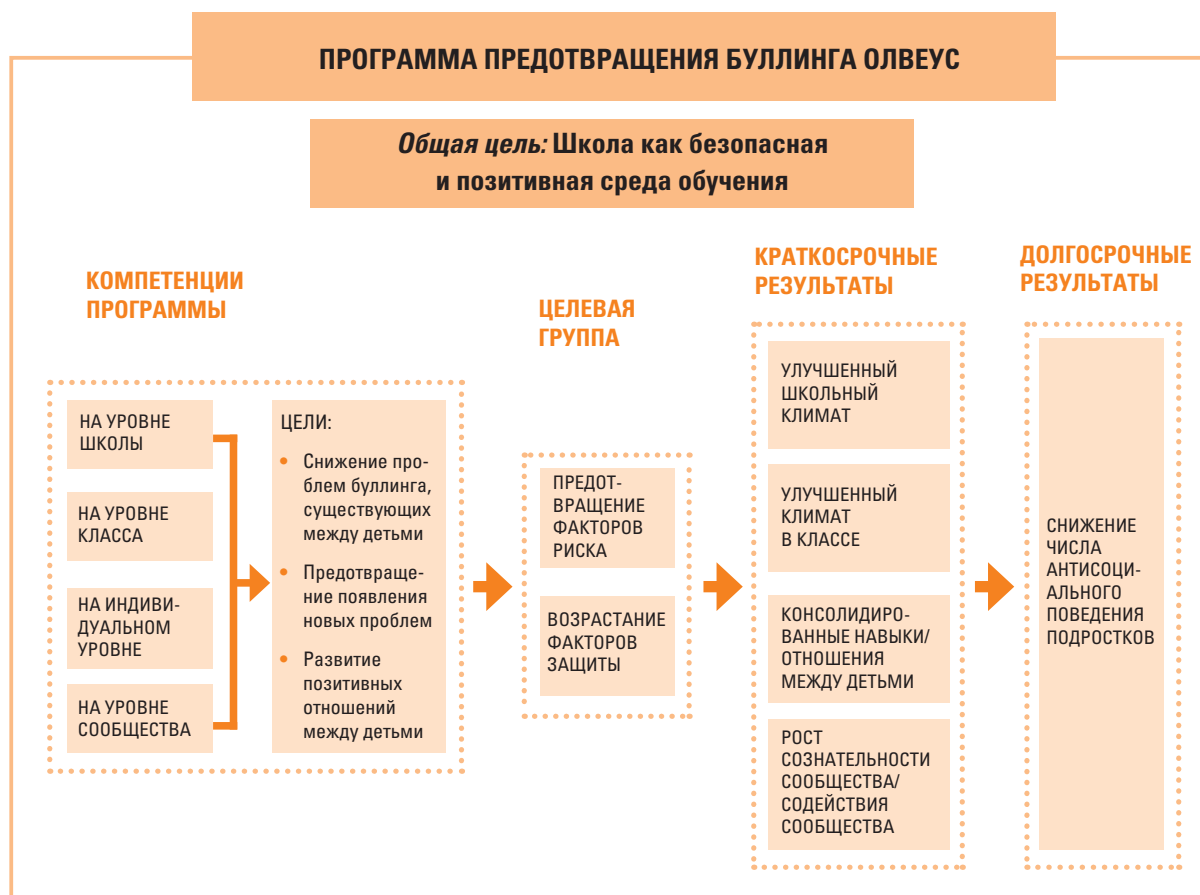 ПРОГРАММА ПРЕДОТВРАЩЕНИЯ БУЛЛИНГА ОЛВЕУС
Общая цель: Школа как безопасная
и позитивная среда обучения
КОМПЕТЕНЦИИ
ПРОГРАММЫ
НА УРОВНЕ
ШКОЛЫ
НА УРОВНЕ
КЛАССА
НА ИНДИВИ-
ДУАЛЬНОМ
УРОВНЕ
НА УРОВНЕ
СООБЩЕСТВА
ЦЕЛИ:
• Снижение про-
блем буллинга,
существующих
между детьми
• Предотвраще-
ние появления
новых проблем
• Развитие
позитивных
отношений
между детьми
ЦЕЛЕВАЯ
ГРУППА
ПРЕДОТ-
ВРАЩЕНИЕ
ФАКТОРОВ
РИСКА
ВОЗРАСТАНИЕ
ФАКТОРОВ
ЗАЩИТЫ
КРАТКОСРОЧНЫЕ
РЕЗУЛЬТАТЫ
УЛУЧШЕННЫЙ
ШКОЛЬНЫЙ
КЛИМАТ
УЛУЧШЕННЫЙ
КЛИМАТ
В КЛАССЕ
КОНСОЛИДИРО-
ВАННЫЕ НАВЫКИ/
ОТНОШЕНИЯ
МЕЖДУ ДЕТЬМИ
РОСТ
СОЗНАТЕЛЬНОСТИ
СООБЩЕСТВА/
СОДЕЙСТВИЯ
СООБЩЕСТВА
ДОЛГОСРОЧНЫЕ
РЕЗУЛЬТАТЫ
СНИЖЕНИЕ
ЧИСЛА
АНТИСОЦИ-
АЛЬНОГО
ПОВЕДЕНИЯ
ПОДРОСТКОВ